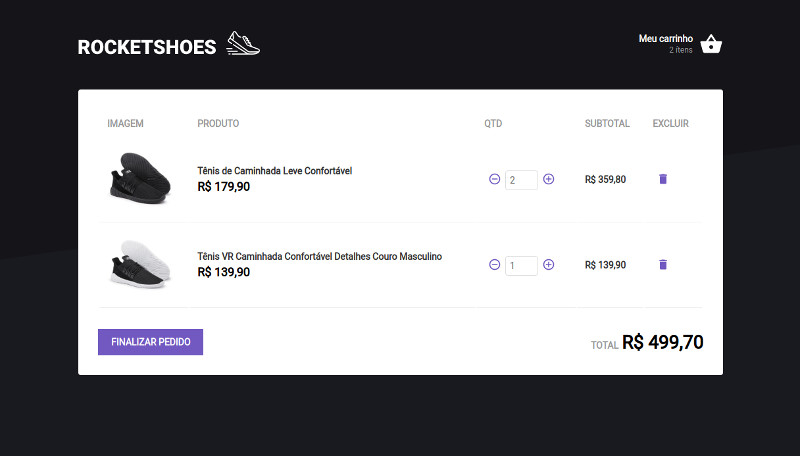 ROCKETSHOES
Meu carrinho
2 itens
IMAGEM PRODUTO QTD SUBTOTAL EXCLUIR
Tênis de Caminhada Leve Confortável
R$ 179,90
2
R$ 359,80
Tênis VR Caminhada Confortável Detalhes Couro Masculino
R$ 139,90
1
R$ 139,90
FINALIZAR PEDIDO
TOTAL R$ 499,70